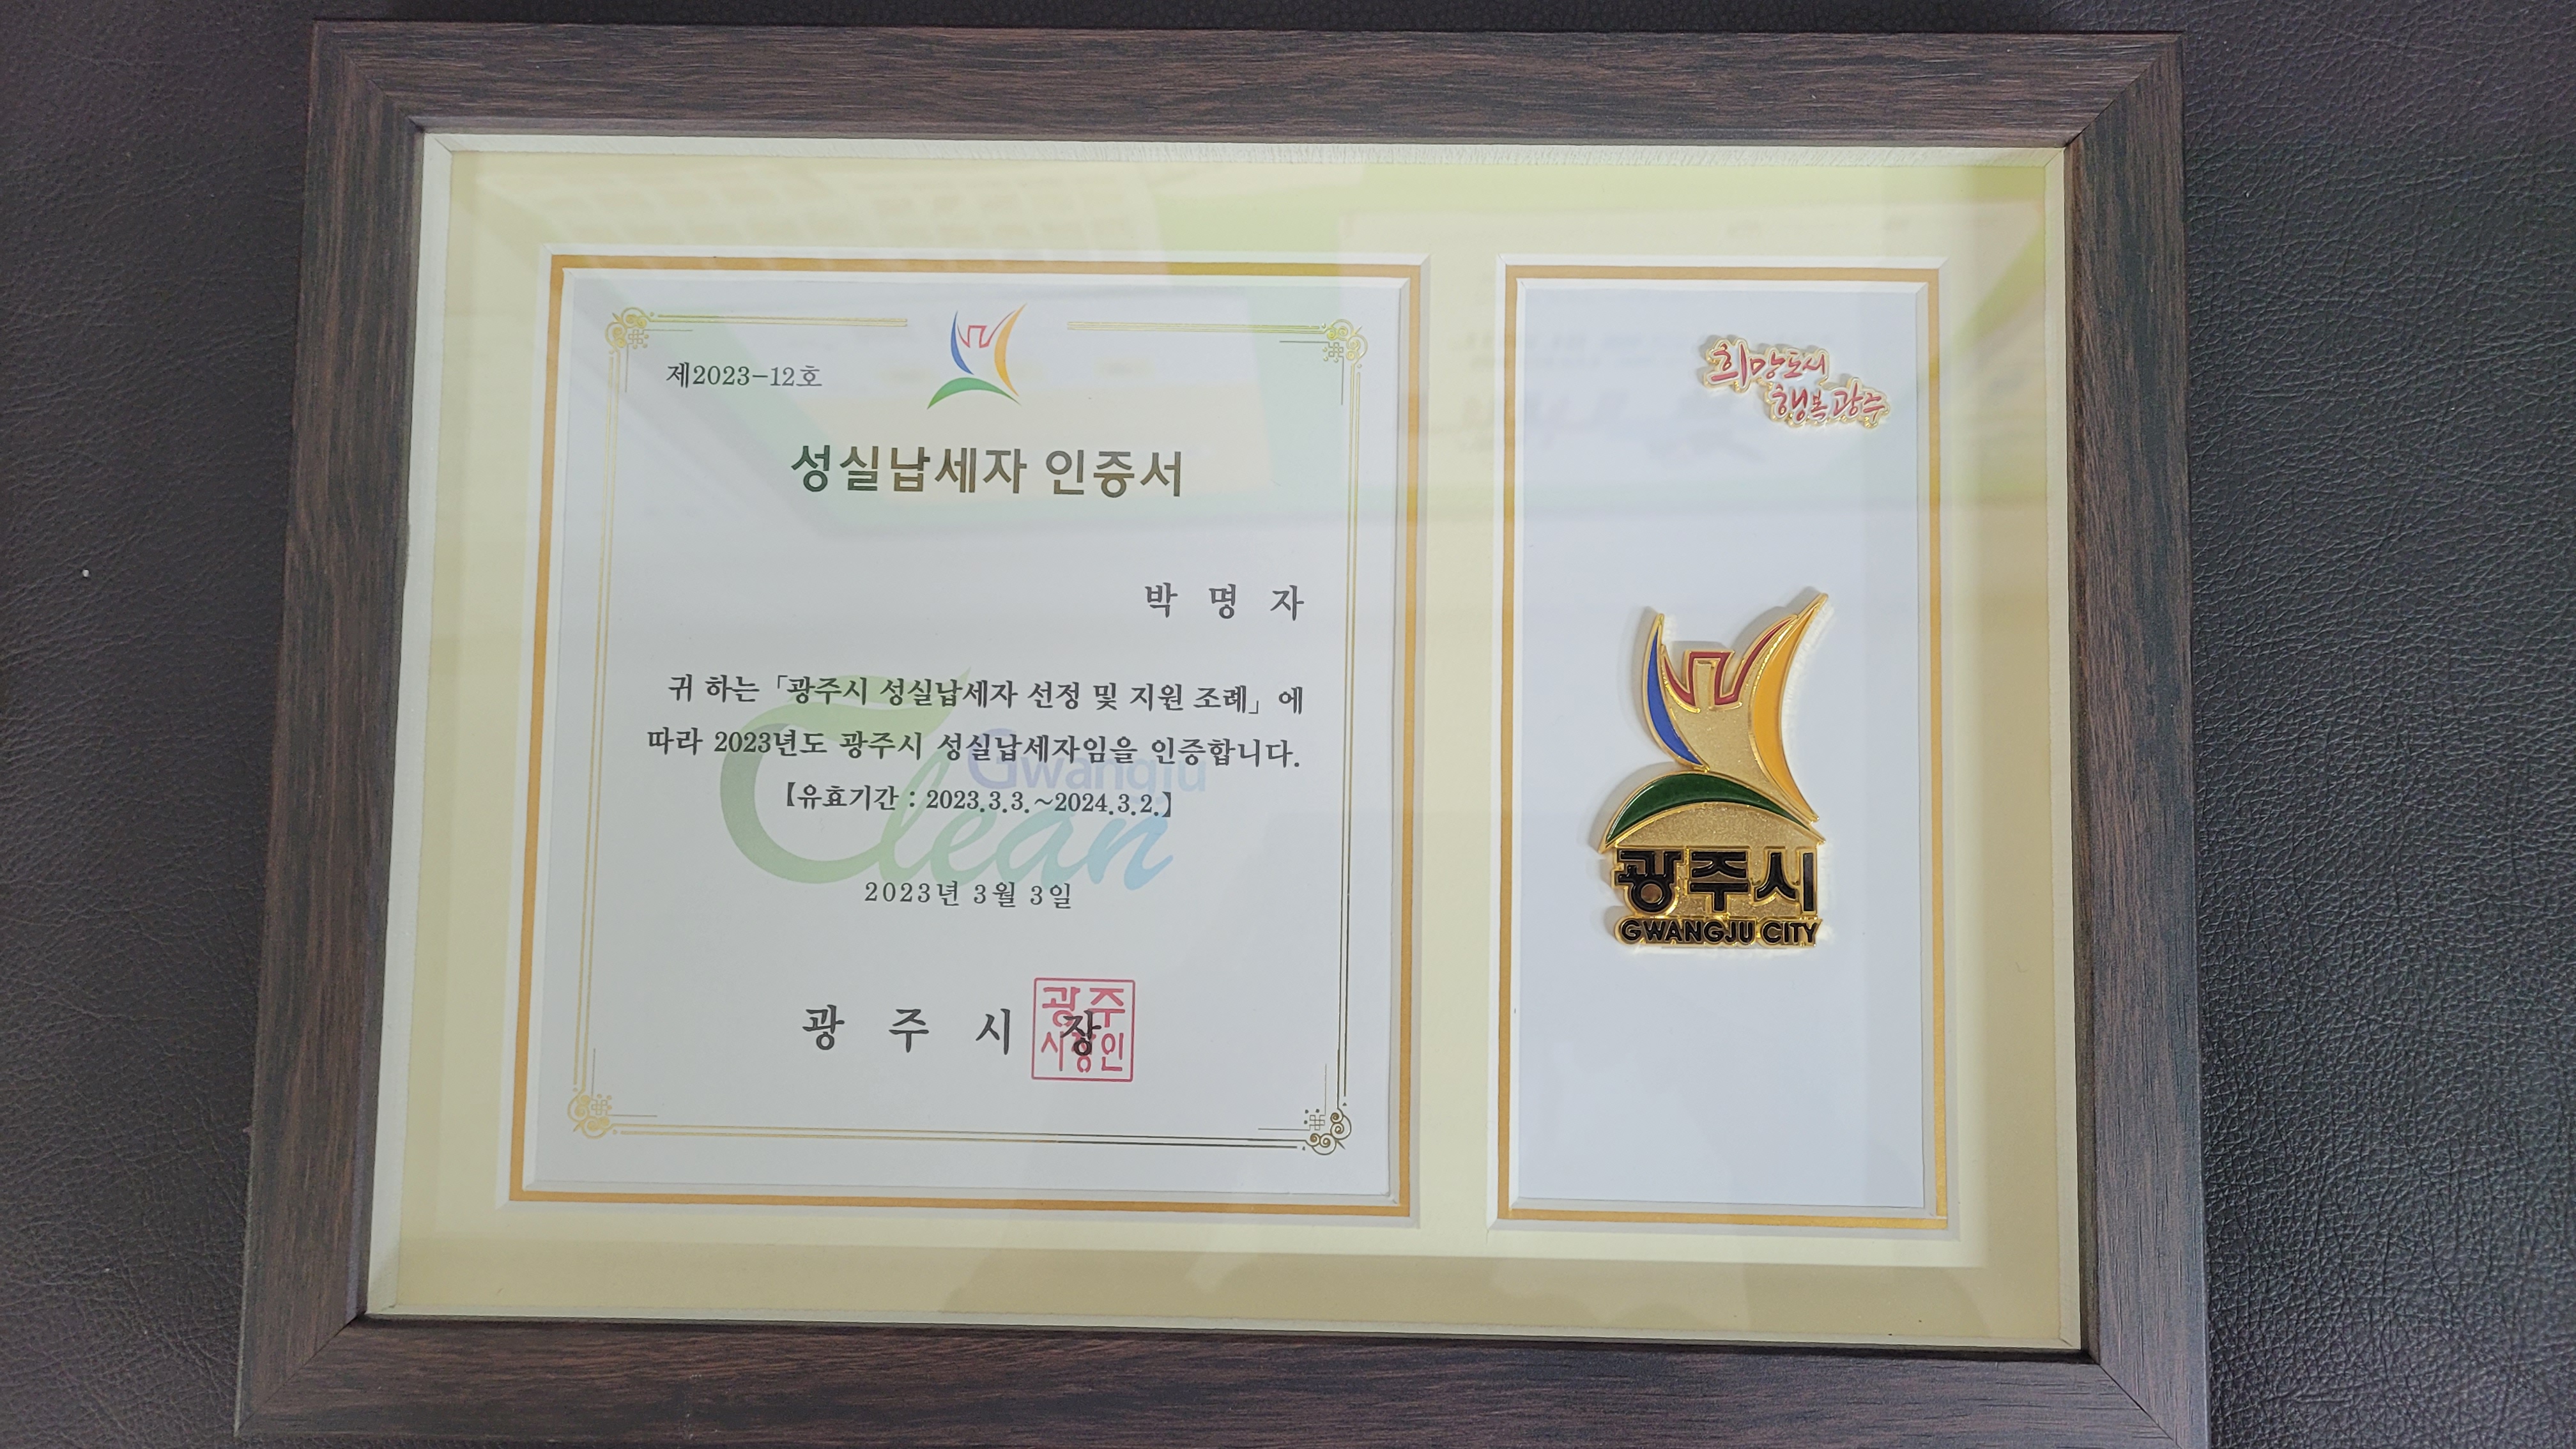 제2023-12호
성실납세자 인증서
박 명 자
귀 하는 「광주시 성실납세자 선정 및 지원 조례」에
따라 2023년도 광주시 성실납세자임을 인증합니다.
【유효기간 : 2023.3.3.~2024.3.2.】
Clean Gwangju
2023년 3월 3일
광 주 시 장
광주
시장인
희망도시
행복광주
광주시
GWANGJU CITY